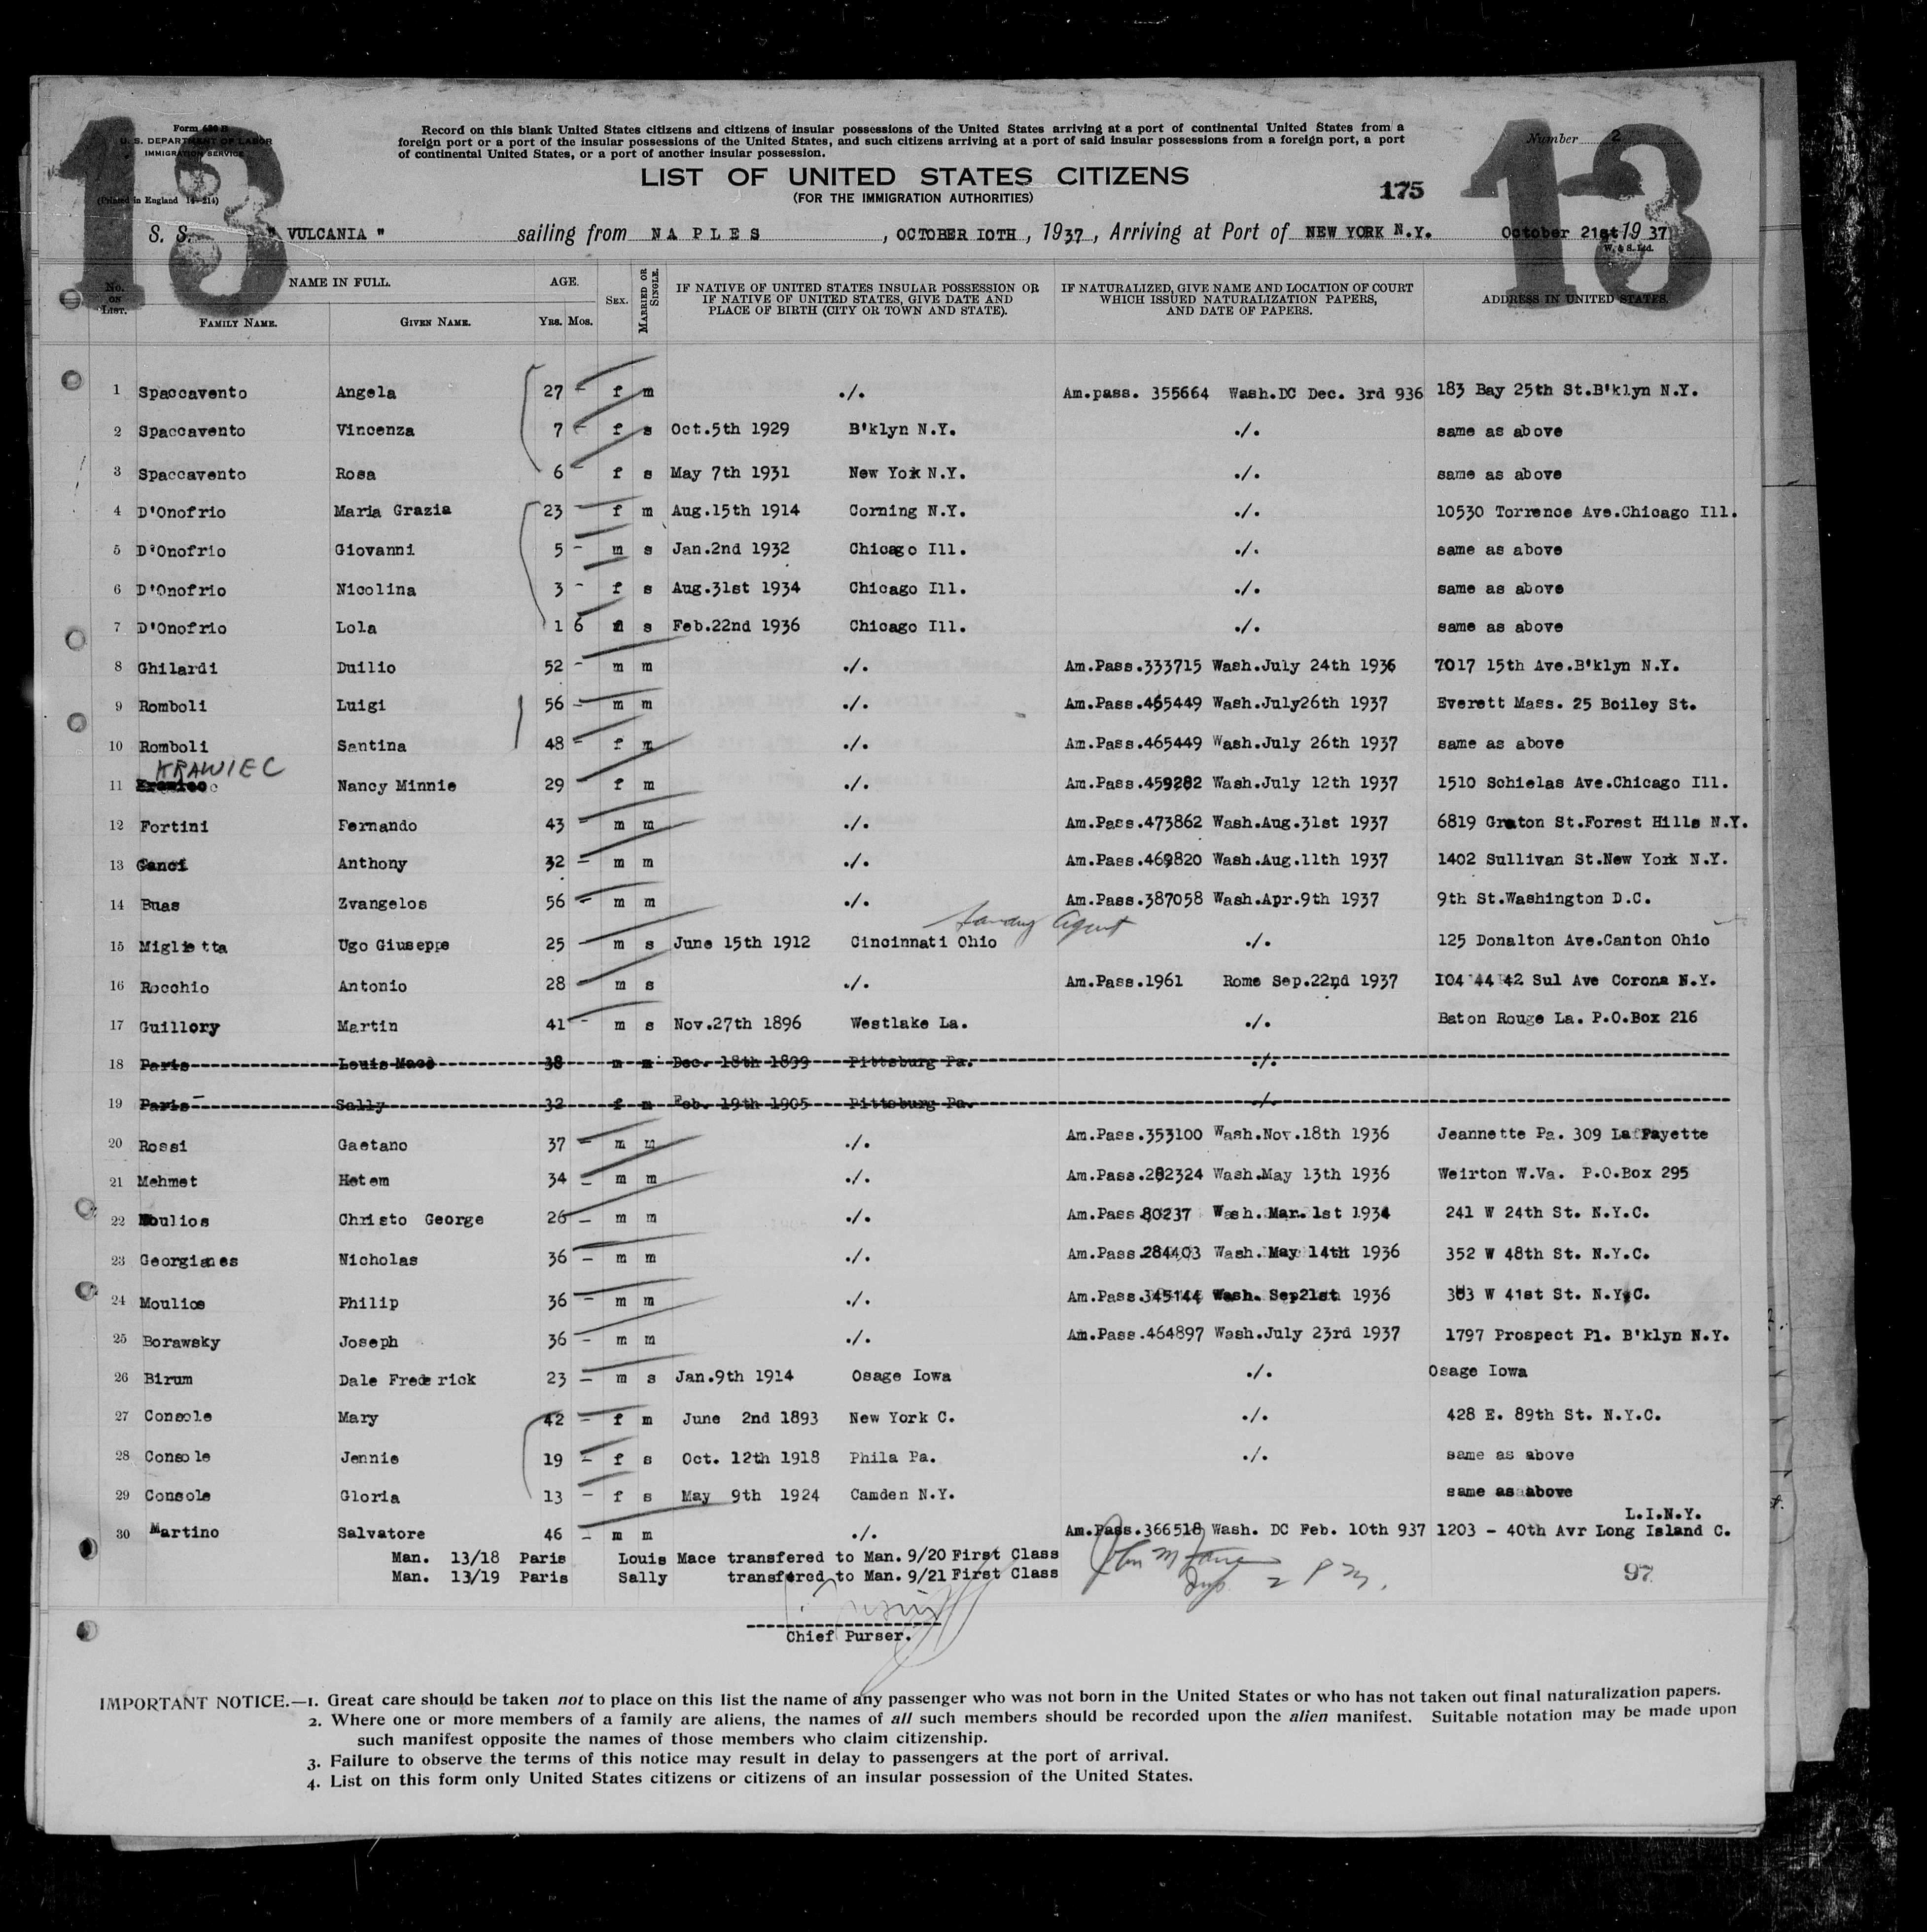 Form 630 B
U. S. DEPARTMENT OF LABOR
IMMIGRATION SERVICE
(Printed in England 14-214)
13
13
Record on this blank United States citizens and citizens of insular possessions of the United States arriving at a port of continental United States from a
foreign port or a port of the insular possessions of the United States, and such citizens arriving at a port of said insular possessions from a foreign port, a port
of continental United States, or a port of another insular possession.
Number 2
LIST OF UNITED STATES CITIZENS
(FOR THE IMMIGRATION AUTHORITIES)
175
S. S. " VULCANIA " sailing from NAPLES, OCTOBER 10TH, 1937, Arriving at Port of NEW YORK N.Y. October 21st 1937
W. & S. Ltd.
No. ON LIST. NAME IN FULL. AGE. SEX. MARRIED OR SINGLE. IF NATIVE OF UNITED STATES INSULAR POSSESSION OR IF NATIVE OF UNITED STATES, GIVE DATE AND PLACE OF BIRTH (CITY OR TOWN AND STATE). IF NATURALIZED, GIVE NAME AND LOCATION OF COURT WHICH ISSUED NATURALIZATION PAPERS, AND DATE OF PAPERS. ADDRESS IN UNITED STATES.
FAMILY NAME. GIVEN NAME. YRS. MOS.
1 Spaccavento Angela 27 - f m ./. Am.pass. 355664 Wash.DC Dec. 3rd 936 183 Bay 25th St.B'klyn N.Y.
2 Spaccavento Vincenza 7 - f s Oct.5th 1929 B'klyn N.Y. ./. same as above
3 Spaccavento Rosa 6 - f s May 7th 1931 New Yok N.Y. ./. same as above
4 D'Onofrio Maria Grazia 23 - f m Aug.15th 1914 Corning N.Y. ./. 10530 Torrence Ave.Chicago Ill.
5 D'Onofrio Giovanni 5 - m s Jan.2nd 1932 Chicago Ill. ./. same as above
6 D'Onofrio Nicolina 3 - f s Aug.31st 1934 Chicago Ill. ./. same as above
7 D'Onofrio Lola 1 6 s Feb.22nd 1936 Chicago Ill. ./. same as above
8 Ghilardi Duilio 52 - m m ./. Am.Pass.333715 Wash.July 24th 1936 7017 15th Ave.B'klyn N.Y.
9 Romboli Luigi 56 - m m ./. Am.Pass.465449 Wash.July26th 1937 Everett Mass. 25 Boiley St.
10 Romboli Santina 48 - f m ./. Am.Pass.465449 Wash.July 26th 1937 same as above
KRAWIEC
11 Nancy Minnie 29 f m ./. Am.Pass.459282 Wash.July 12th 1937 1510 Schielas Ave.Chicago Ill.
12 Fortini Fernando 43 - m m ./. Am.Pass.473862 Wash.Aug.31st 1937 6819 Groton St.Forest Hills N.Y.
13 Ganci Anthony 32 - m m ./. Am.Pass.469820 Wash.Aug.11th 1937 1402 Sullivan St.New York N.Y.
14 Buas Zvangelos 56 - m m ./. Am.Pass.387058 Wash.Apr.9th 1937 9th St.Washington D.C.
Agent
15 Miglietta Ugo Giuseppe 25 m s June 15th 1912 Cincinnati Ohio ./. 125 Donalton Ave.Canton Ohio
16 Rocchio Antonio 28 - m s ./. Am.Pass.1961 Rome Sep.22nd 1937 104 44 42 Sul Ave Corona N.Y.
17 Guillory Martin 41 - m s Nov.27th 1896 Westlake La. ./. Baton Rouge La. P.O.Box 216
18 Paris Louis Mace 38 m m Dec. 18th 1899 Pittsburg Pa. ./.
19 Paris Sally 32 f m Feb. 19th 1905 Pittsburg Pa. ./.
20 Rossi Gaetano 37 - m m ./. Am.Pass.353100 Wash.Nov.18th 1936 Jeannette Pa. 309 LaFayette
21 Mehmet Hetem 34 - m m ./. Am.Pass.282324 Wash.May 13th 1936 Weirton W.Va. P.O.Box 295
22 Moulios Christo George 26 - m m ./. Am.Pass 80237 Wash. Mar. 1st 1934 241 W 24th St. N.Y.C.
23 Georgianes Nicholas 36 - m m ./. Am.Pass.284403 Wash. May 14th 1936 352 W 48th St. N.Y.C.
24 Moulios Philip 36 - m m ./. Am.Pass.345144 Wash. Sep21st 1936 W 41st St. N.Y.C.
25 Borawsky Joseph 36 - m m ./. Am.Pass.464897 Wash.July 23rd 1937 1797 Prospect Pl. B'klyn N.Y.
26 Birum Dale Frederick 23 - m s Jan.9th 1914 Osage Iowa ./. Osage Iowa
27 Console Mary 42 - f m June 2nd 1893 New York C. ./. 428 E. 89th St. N.Y.C.
28 Console Jennie 19 - f s Oct. 12th 1918 Phila Pa. ./. same as above
29 Console Gloria 13 - f s May 9th 1924 Camden N.Y. same as above
L.I.N.Y.
30 Martino Salvatore 46 - m m ./. Am.Pass.366518 Wash. DC Feb. 10th 937 1203 - 40th Avr Long Island C.
Man. 13/18 Paris Louis Mace transfered to Man. 9/20 First Class
Man. 13/19 Paris Sally transfered to Man. 9/21 First Class
97
Chief Purser.
IMPORTANT NOTICE.—1. Great care should be taken not to place on this list the name of any passenger who was not born in the United States or who has not taken out final naturalization papers.
2. Where one or more members of a family are aliens, the names of all such members should be recorded upon the alien manifest. Suitable notation may be made upon
such manifest opposite the names of those members who claim citizenship.
3. Failure to observe the terms of this notice may result in delay to passengers at the port of arrival.
4. List on this form only United States citizens or citizens of an insular possession of the United States.